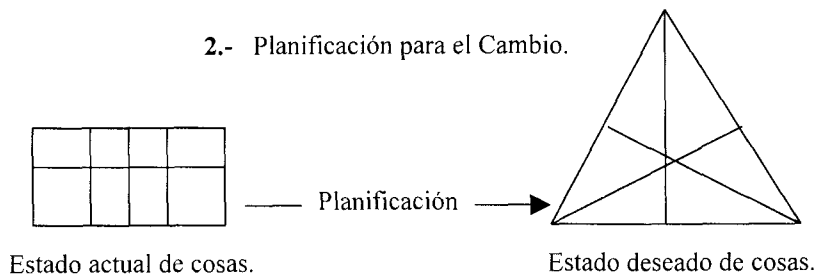 2.- Planificación para el Cambio.
Planificación
Estado actual de cosas.
Estado deseado de cosas.